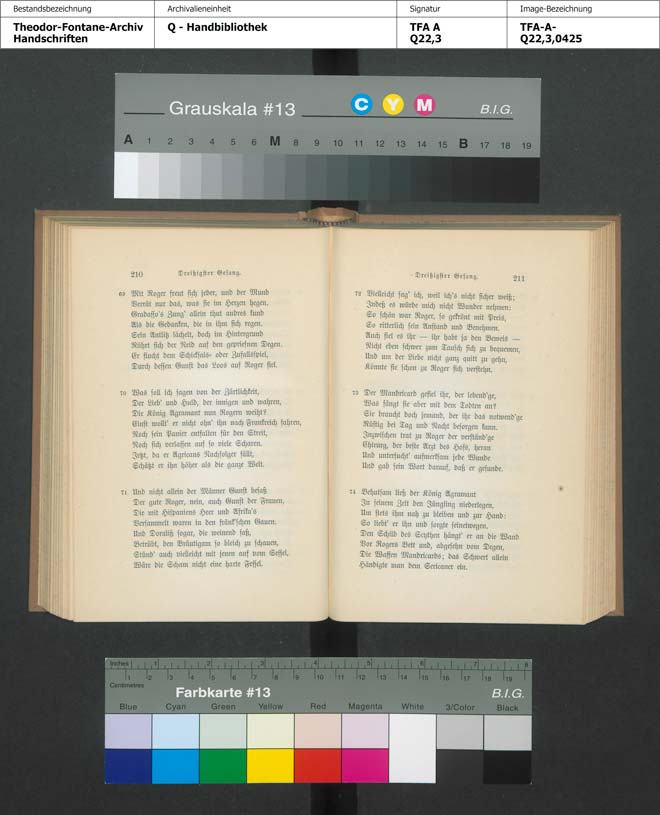 Bestandsbezeichnung
Archivalieneinheit
Signatur
Image-Bezeichnung
Theodor-Fontane-Archiv
Handschriften
Q - Handbibliothek
TFA A
Q22,3
TFA-A-
Q22,3,0425
Grauskala #13
C Y M
B.I.G.
A 1 2 3 4 5 6 M 8 9 10 11 12 13 14 15 B 17 18 19
210 Dreißigster Gesang.
69 Mit Roger freut sich jeder, und der Mund
Verrät nur das, was sie im Herzen hegen.
Gradasso's Zung' allein thut andres kund
Als die Gedanken, die in ihm sich regen.
Sein Antlitz lächelt, doch im Hintergrund
Rührt sich der Neid auf den gepriesnen Degen.
Er flucht dem Schicksals- oder Zufallsspiel,
Durch dessen Gunst das Loos auf Roger fiel.
70 Was soll ich sagen von der Zärtlichkeit,
Der Lieb' und Huld, der innigen und wahren,
Die König Agramant nun Rogern weiht?
Einst wollt' er nicht ohn' ihn nach Frankreich fahren,
Noch sein Panier entfalten für den Streit,
Noch sich verlassen auf so viele Scharen.
Jetzt, da er Agricans Nachfolger fällt,
Schätzt er ihn höher als die ganze Welt.
71 Und nicht allein der Männer Gunst besaß
Der gute Roger, nein, auch Gunst der Frauen,
Die mit Hispaniens Heer und Afrika's
Versammelt waren in den fränk'schen Gauen.
Und Doraliß sogar, die weinend saß,
Betrübt, den Bräutigam so bleich zu schauen,
Stünd' auch vielleicht mit jenen auf vom Sessel,
Wäre die Scham nicht eine harte Fessel.
Dreißigster Gesang. 211
72 Vielleicht sag' ich, weil ich's nicht sicher weiß;
Indeß es würde mich nicht Wunder nehmen:
So schön war Roger, so gekrönt mit Preis,
So ritterlich sein Anstand und Benehmen.
Auch fiel es ihr — ihr habt ja den Beweis —
Nicht eben schwer zum Tausch sich zu bequemen,
Und um der Liebe nicht ganz quitt zu gehn,
Könnte sie schon zu Roger sich verstehn.
73 Der Mandricard gefiel ihr, der lebend'ge,
Was fängt sie aber mit dem Todten an?
Sie braucht doch jemand, der ihr das notwend'ge
Rüstig bei Tag und Nacht besorgen kann.
Inzwischen trat zu Roger der verständ'ge
der beste Arzt des Hofs, heran
Und untersucht' aufmerksam jede Wunde
Und gab sein Wort darauf, daß er gesunde.
74 Behutsam ließ der König Agramant
In seinem Zelt den Jüngling niederlegen,
Um stets ihm nah zu bleiben und zur Hand:
So liebt' er ihn und sorgte seinetwegen.
Den Schild des Scythen hängt' er an die Wand
Vor Rogers Bett und, abgesehn vom Degen,
Die Waffen Mandricards; das Schwert allein
Händigte man dem Sericaner ein.
Inches 1 2 3 4 5 6 7 8
1 2 3 4 5 6 7 8 9 10 11 12 13 14 15 16 17 18 19
Centimetres
Farbkarte #13
B.I.G.
Blue Cyan Green Yellow Red Magenta White 3/Color Black